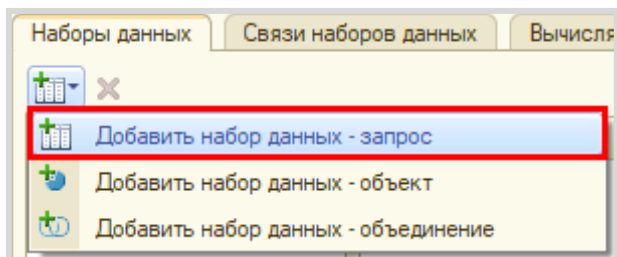 Наборы данных Связи наборов данных Вычисля
Добавить набор данных - запрос
Добавить набор данных - объект
Добавить набор данных - объединение